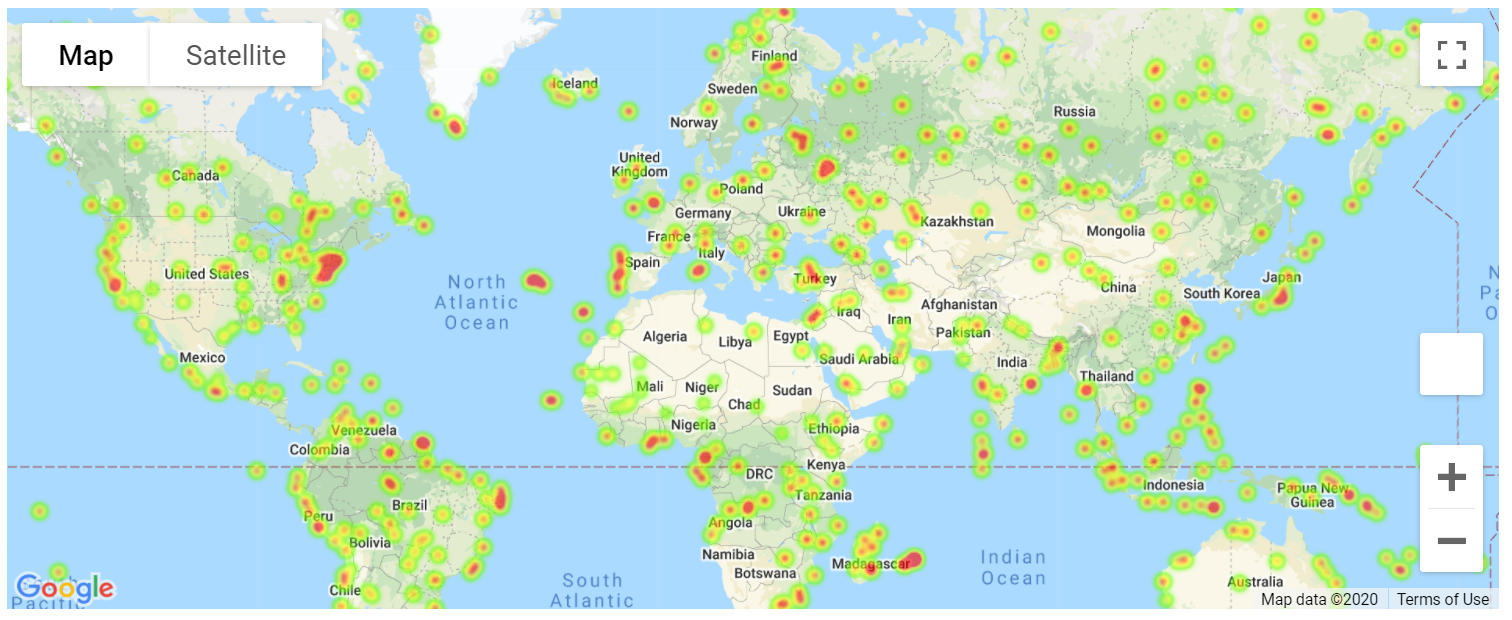 Map
Satellite
Iceland
Finland
Sweden
Norway
Russia
Canada
United
Kingdom
Poland
Germany
Ukraine
Kazakhstan
Mongolia
France
Italy
Spain
United States
North
Atlantic
Ocean
Turkey
China
South Korea
Japan
Afghanistan
Iraq
Iran
Pakistan
Algeria
Libya
Egypt
Saudi Arabia
India
Mexico
Mali
Niger
Sudan
Chad
Thailand
Venezuela
Nigeria
Ethiopia
Colombia
Kenya
DRC
Indonesia
Papua New
Guinea
Brazil
Tanzania
Peru
Angola
Bolivia
Namibia
Madagascar
Indian
Ocean
Botswana
South
Atlantic
Australia
Chile
Google
Pacific
Map data ©2020
Terms of Use